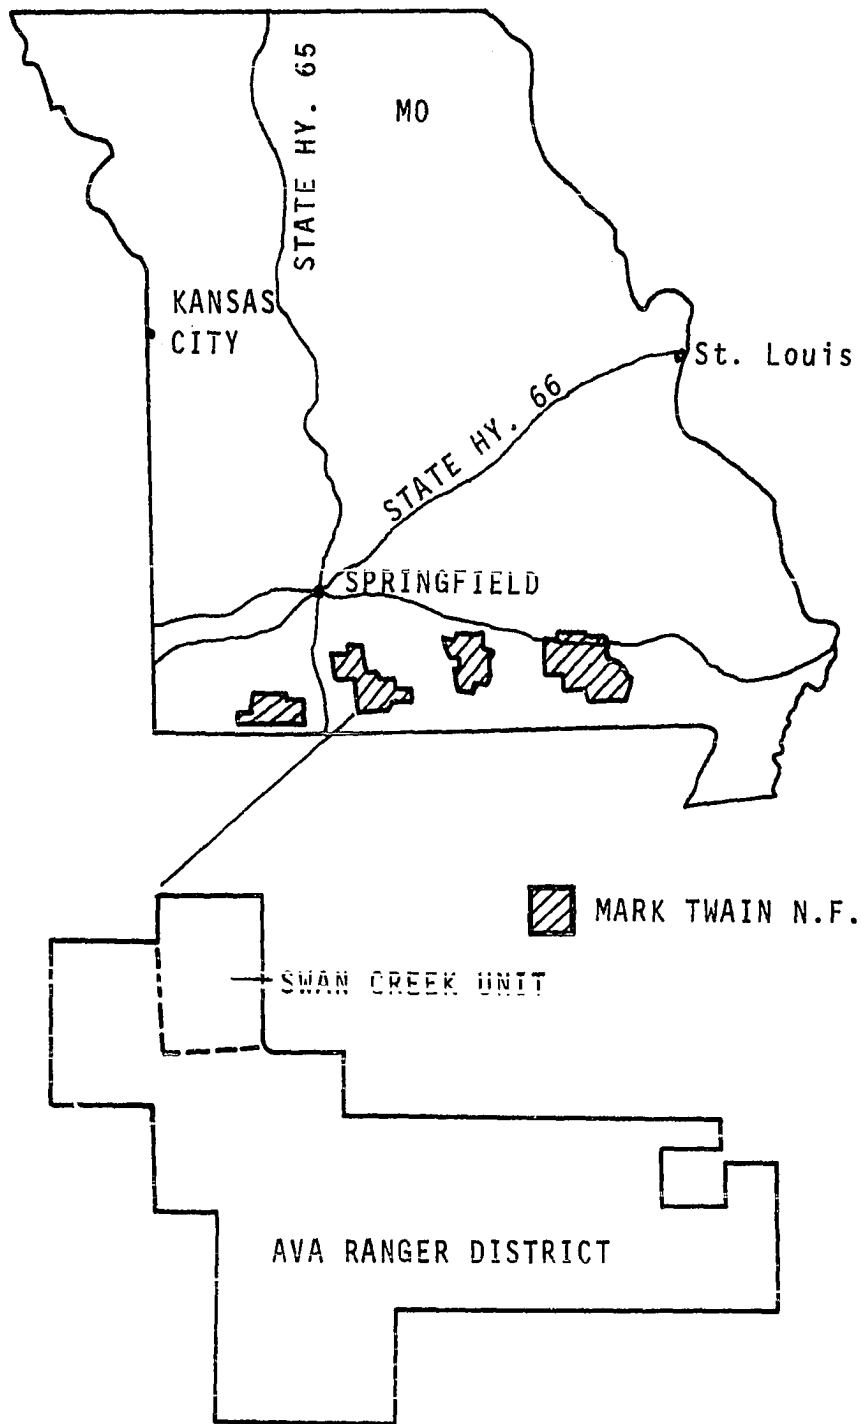 STATE HY. 65
MO
KANSAS
CITY
St. Louis
STATE HY. 66
SPRINGFIELD
MARK TWAIN N.F.
SWAN CREEK UNIT
AVA RANGER DISTRICT